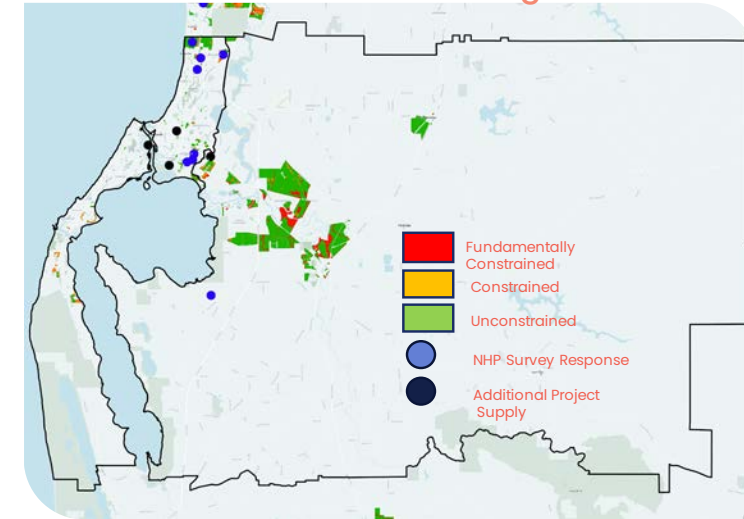 Fundamentally
Constrained
Constrained
Unconstrained
NHP Survey Response
Additional Project
Supply